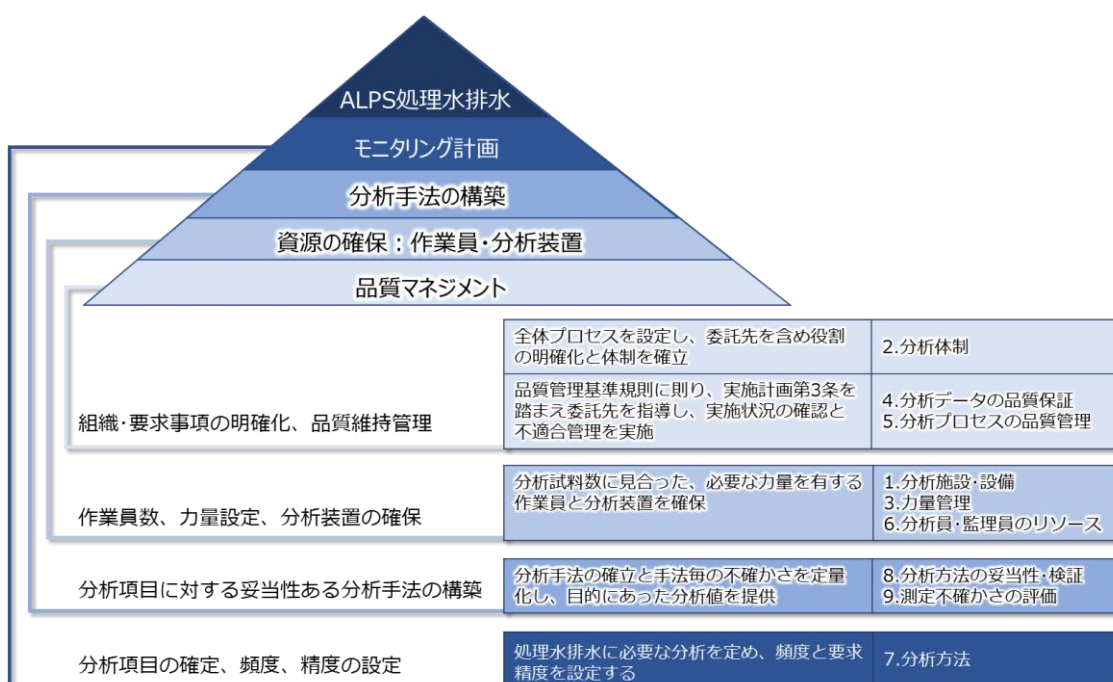 ALPS処理水排水
モニタリング計画
分析手法の構築
資源の確保：作業員・分析装置
品質マネジメント
全体プロセスを設定し、委託先を含め役割
の明確化と体制を確立
2.分析体制
組織・要求事項の明確化、品質維持管理
品質管理基準規則に則り、実施計画第3条を
踏まえ委託先を指導し、実施状況の確認と
不適合管理を実施
4.分析データの品質保証
5.分析プロセスの品質管理
作業員数、力量設定、分析装置の確保
分析試料数に見合った、必要な力量を有する
作業員と分析装置を確保
1.分析施設・設備
3.力量管理
6.分析員・監理員のリソース
分析項目に対する妥当性ある分析手法の構築
分析手法の確立と手法毎の不確かさを定量
化し、目的にあった分析値を提供
8.分析方法の妥当性・検証
9.測定不確かさの評価
分析項目の確定、頻度、精度の設定
処理水排水に必要な分析を定め、頻度と要求
精度を設定する
7.分析方法